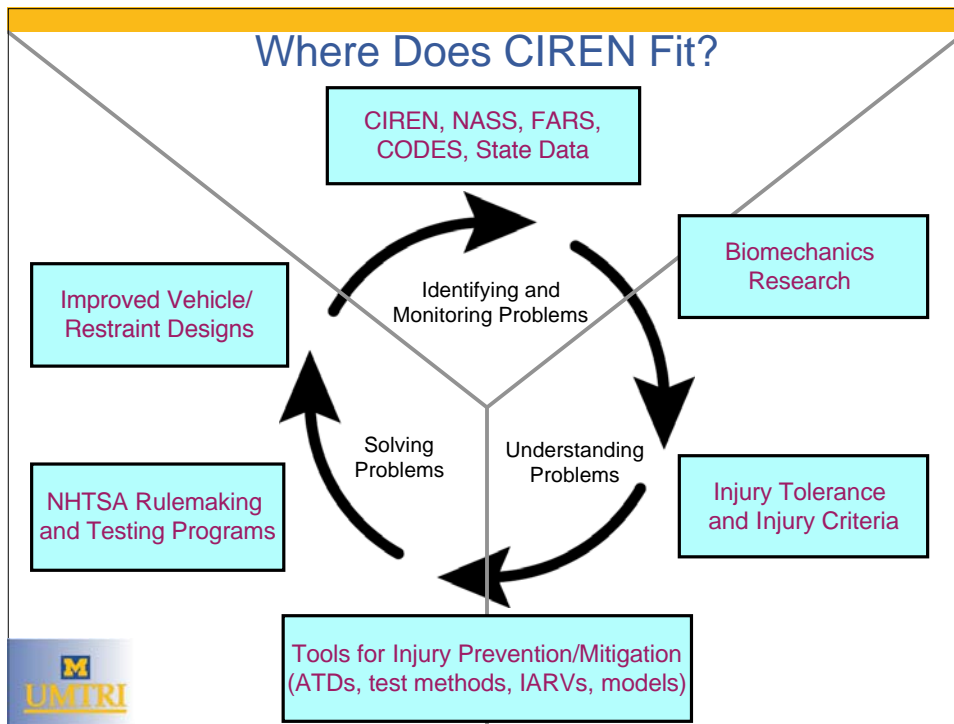 Where Does CIREN Fit?
CIREN, NASS, FARS,
CODES, State Data
Biomechanics
Research
Improved Vehicle/
Restraint Designs
Identifying and
Monitoring Problems
Solving
Problems
Understanding
Problems
NHTSA Rulemaking
and Testing Programs
Injury Tolerance
and Injury Criteria
Tools for Injury Prevention/Mitigation
(ATDs, test methods, IARVs, models)
M
UMTRI